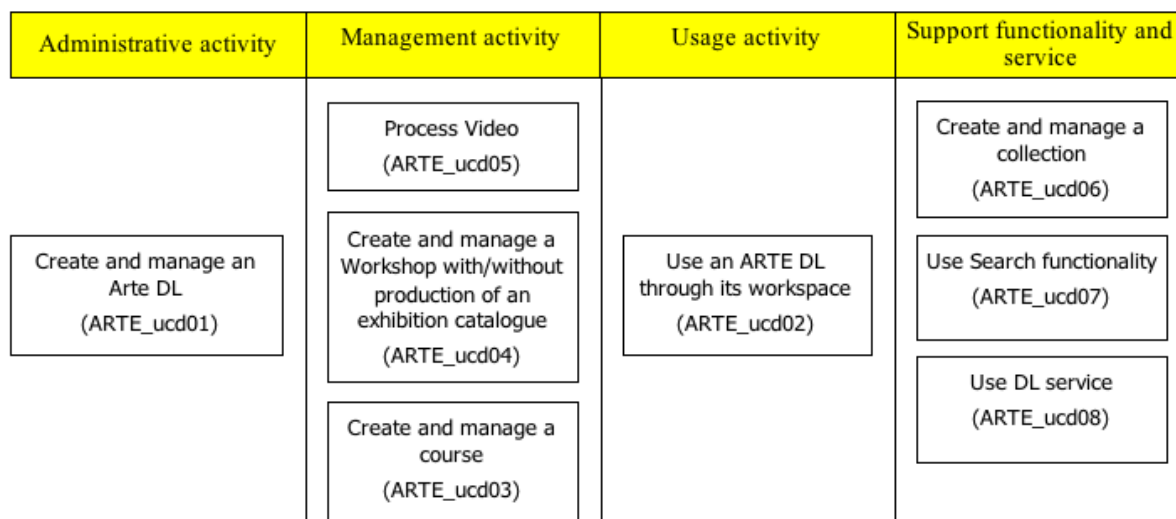 Administrative activity
Management activity
Usage activity
Support functionality and
service
Create and manage an
Arte DL
(ARTE_ucd01)
Process Video
(ARTE_ucd05)
Create and manage a
Workshop with/without
production of an
exhibition catalogue
(ARTE_ucd04)
Create and manage a
course
(ARTE_ucd03)
Use an ARTE DL
through its workspace
(ARTE_ucd02)
Create and manage a
collection
(ARTE_ucd06)
Use Search functionality
(ARTE_ucd07)
Use DL service
(ARTE_ucd08)